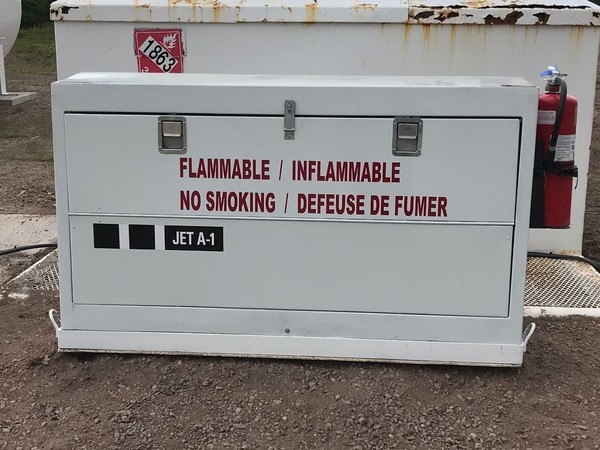 1863
FLAMMABLE / INFLAMMABLE
NO SMOKING / DEFEUSE DE FUMER
JET A-1